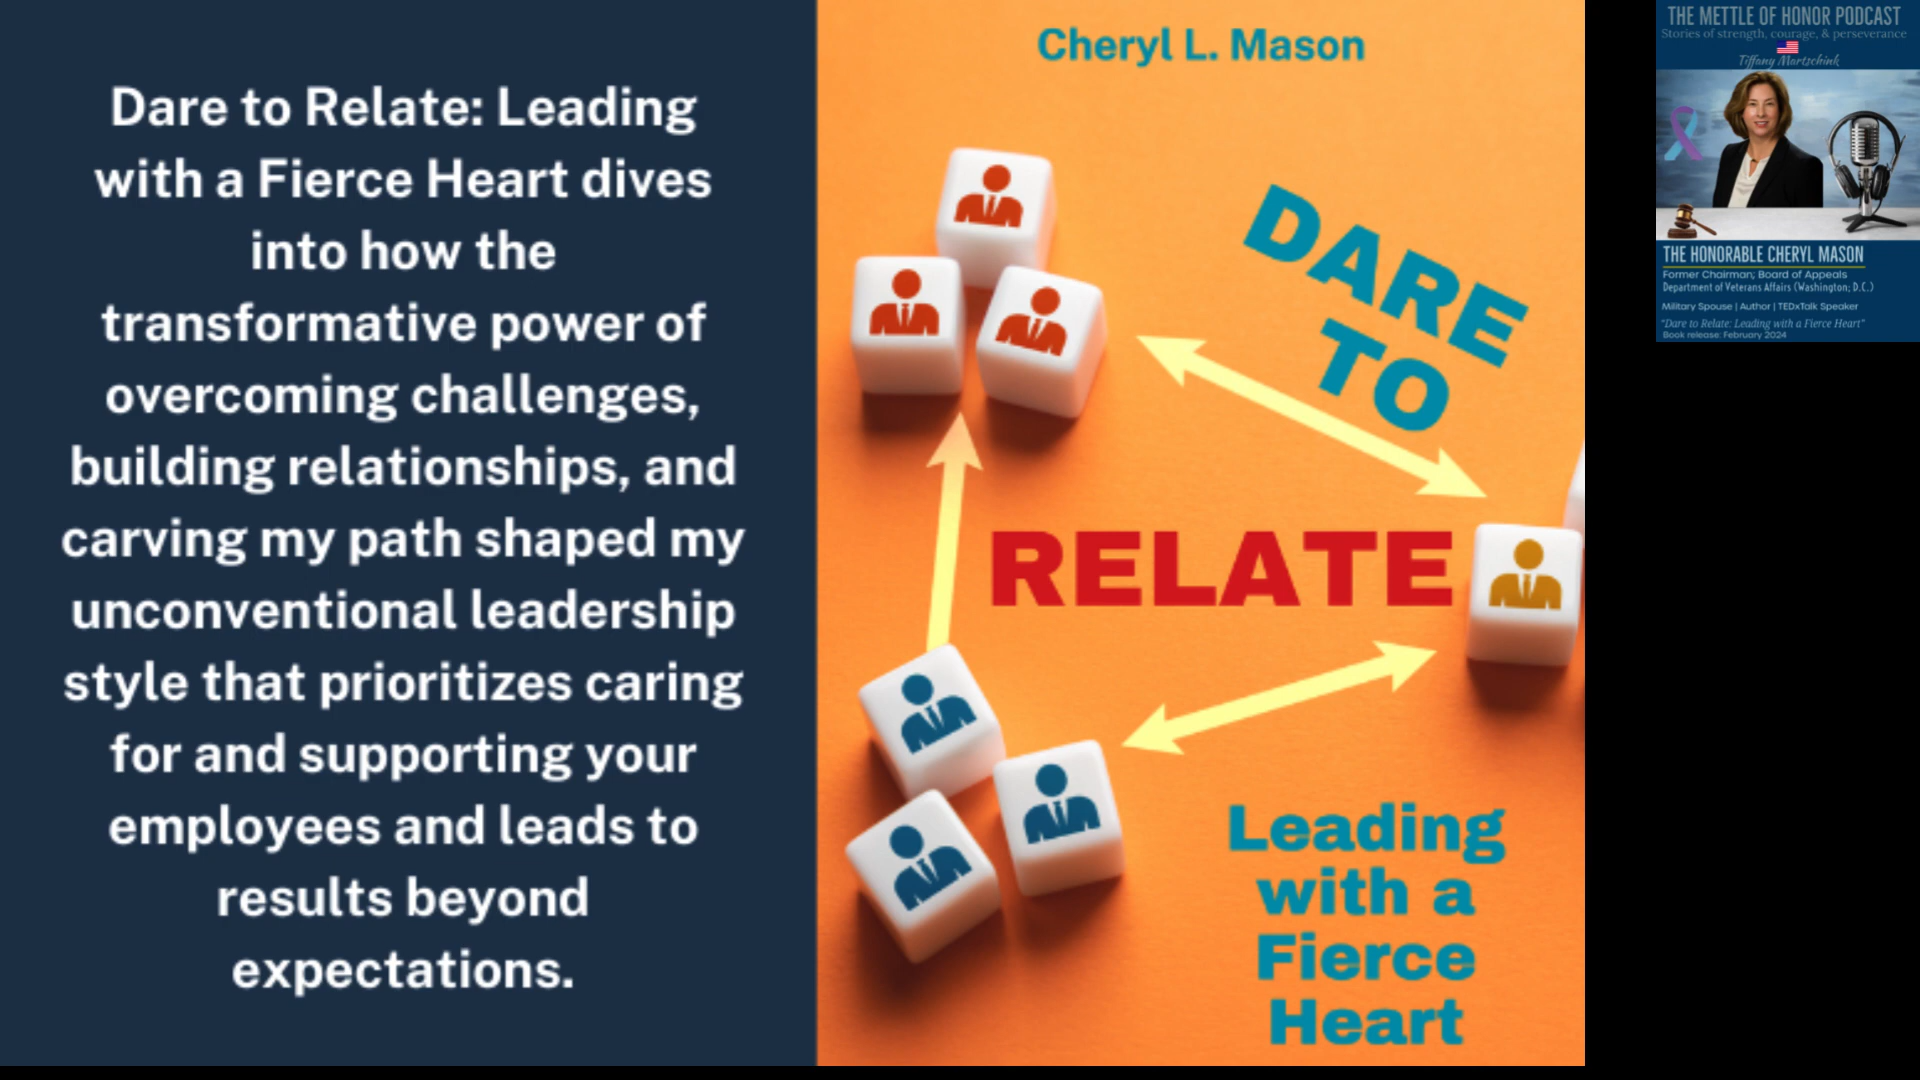 Dare to Relate: Leading
with a Fierce Heart dives
into how the
transformative power of
overcoming challenges,
building relationships, and
carving my path shaped my
unconventional leadership
style that prioritizes caring
for and supporting your
employees and leads to
results beyond
expectations.
Cheryl L. Mason
DARE
TO
RELATE
Leading
with a
Fierce
Heart
THE METTLE OF HONOR PODCAST
Stories of strength, courage, & perseverance
Tiffany Martschink
THE HONORABLE CHERYL MASON
Former Chairman; Board of Appeals
Department of Veterans Affairs (Washington; D.C.)
Military Spouse | Author | TEDxTalk Speaker
"Dare to Relate: Leading with a Fierce Heart"
Book release: February 2024